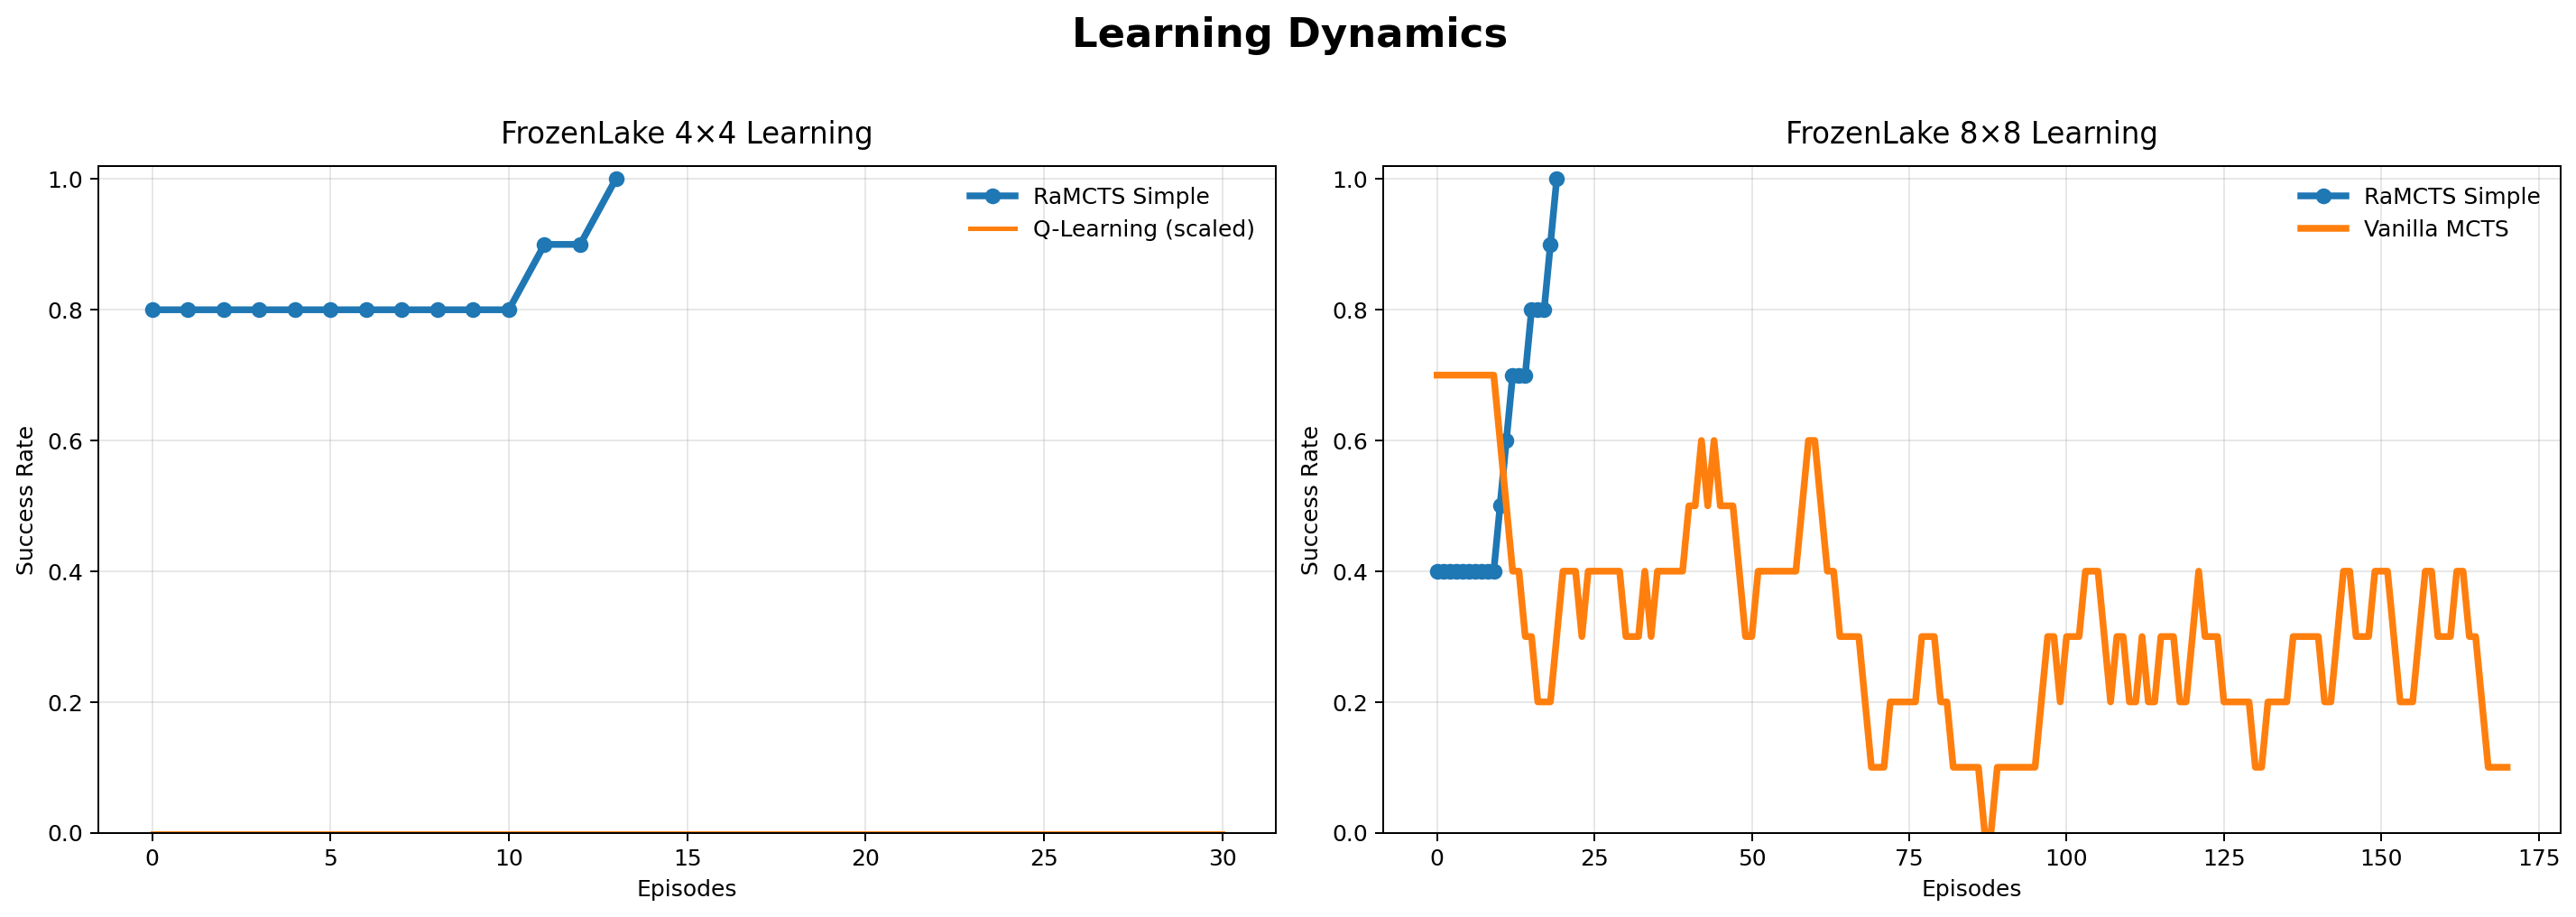 Learning Dynamics
FrozenLake 4×4 Learning
1.0
0.8
0.6
0.4
0.2
0.0
Success Rate
RaMCTS Simple
Q-Learning (scaled)
0 5 10 15 20 25 30
Episodes
FrozenLake 8×8 Learning
1.0
0.8
0.6
0.4
0.2
0.0
Success Rate
RaMCTS Simple
Vanilla MCTS
0 25 50 75 100 125 150 175
Episodes